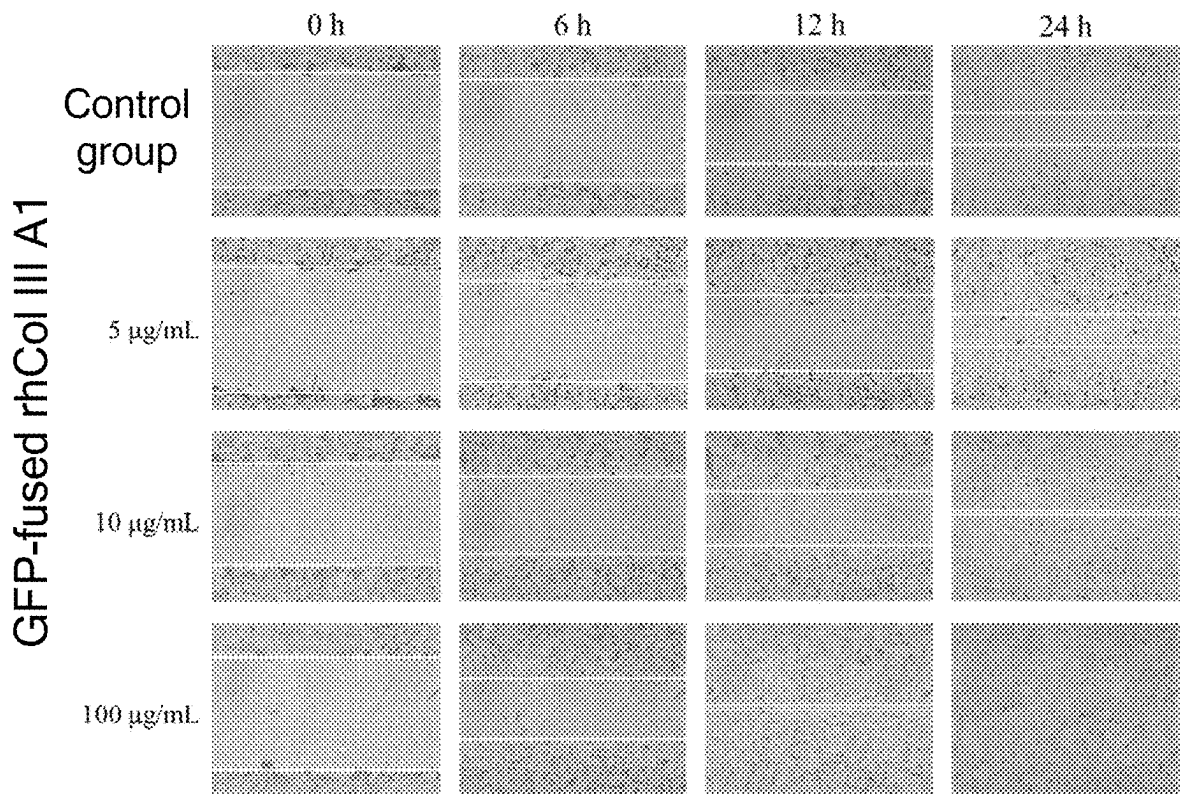 0 h
6 h
12 h
24 h
Control
group
GFP-fused rhCol III A1
5 μg/mL
10 μg/mL
100 μg/mL